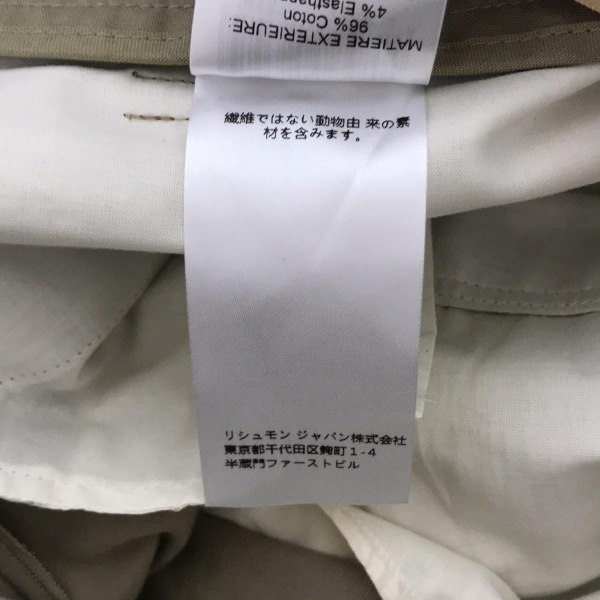 MATIERE EXTERIEURE:
96% Cotton
4% Elasthan
繊維ではない動物由 来の素
材を含みます。
リシュモン ジャパン株式会社
東京都千代田区麹町1-4
半蔵門ファーストビル